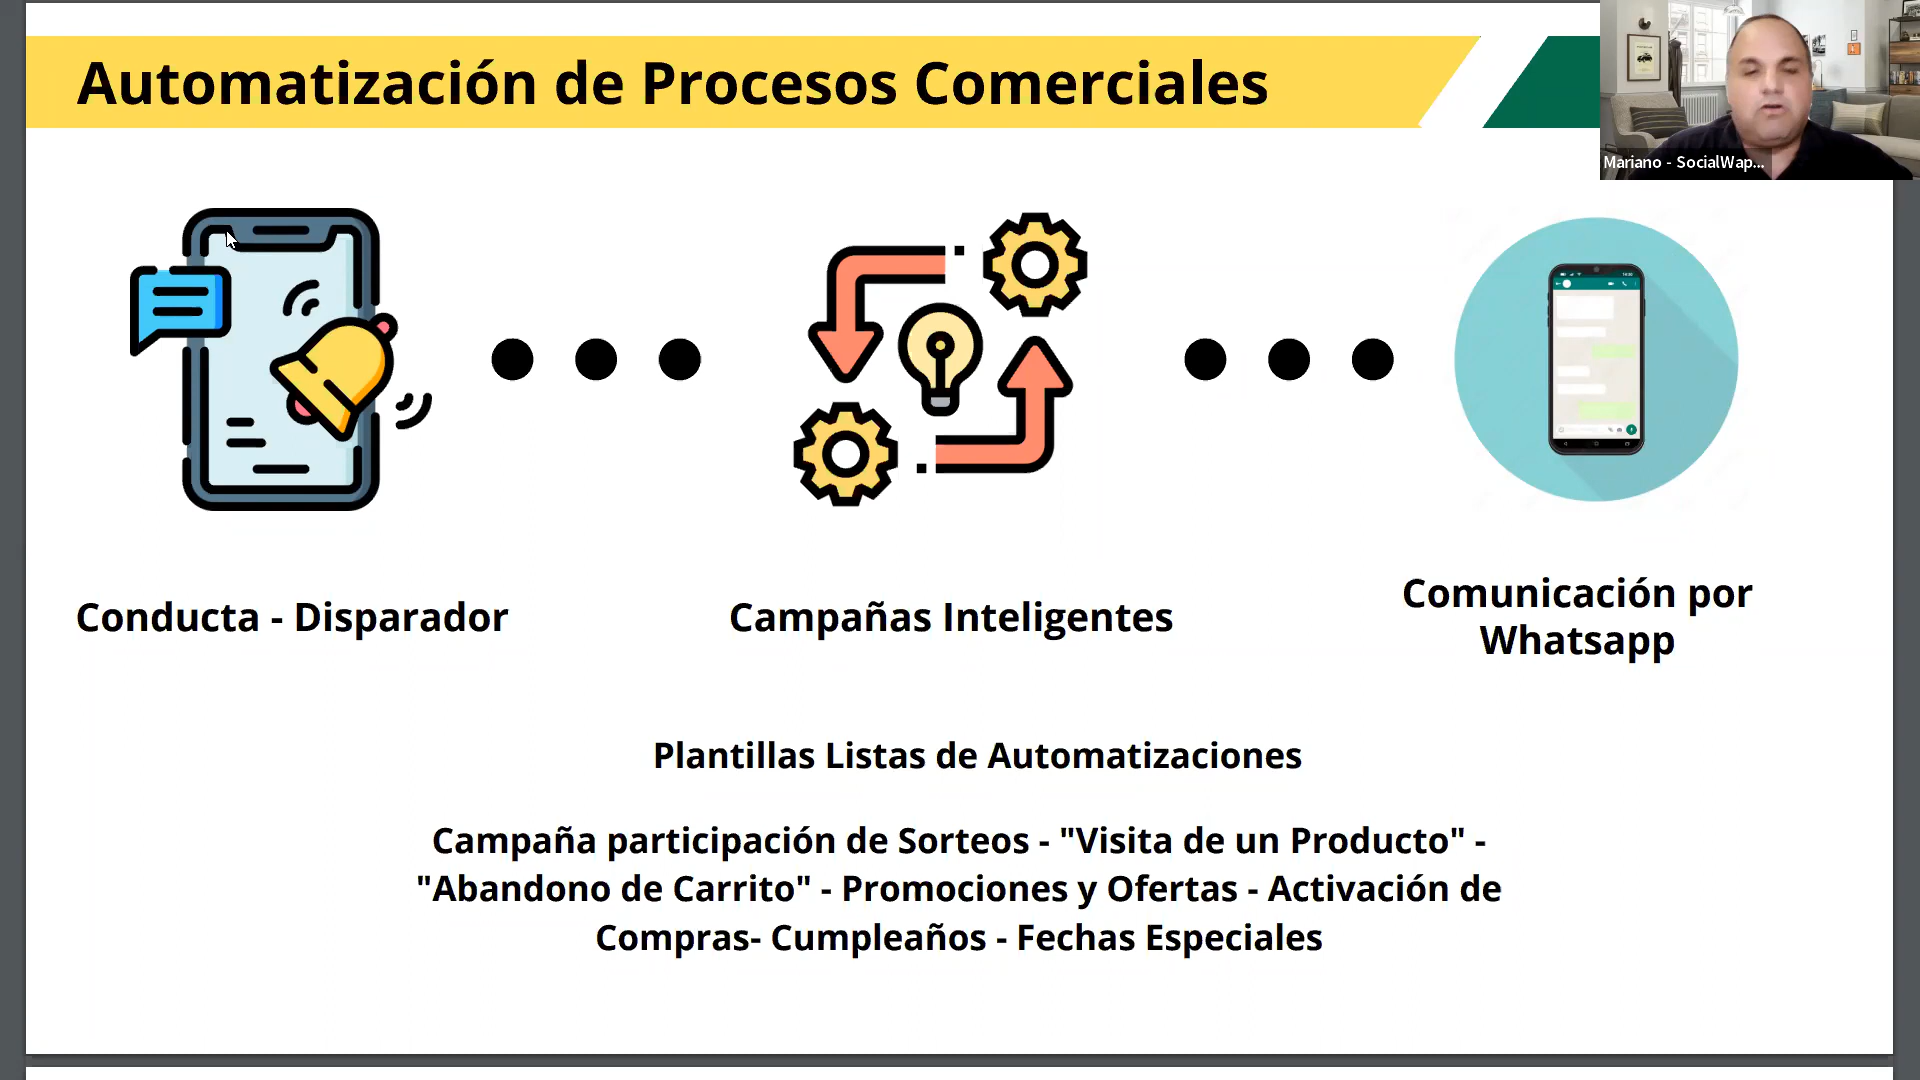 Automatización de Procesos Comerciales
Mariano - SocialWap...
Conducta - Disparador
Campañas Inteligentes
Comunicación por
Whatsapp
Plantillas Listas de Automatizaciones
Campaña participación de Sorteos - "Visita de un Producto" -
"Abandono de Carrito" - Promociones y Ofertas - Activación de
Compras- Cumpleaños - Fechas Especiales